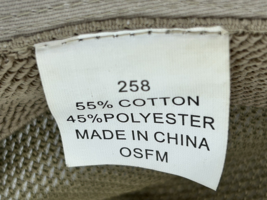 258
55% COTTON
45%POLYESTER
MADE IN CHINA
OSFM